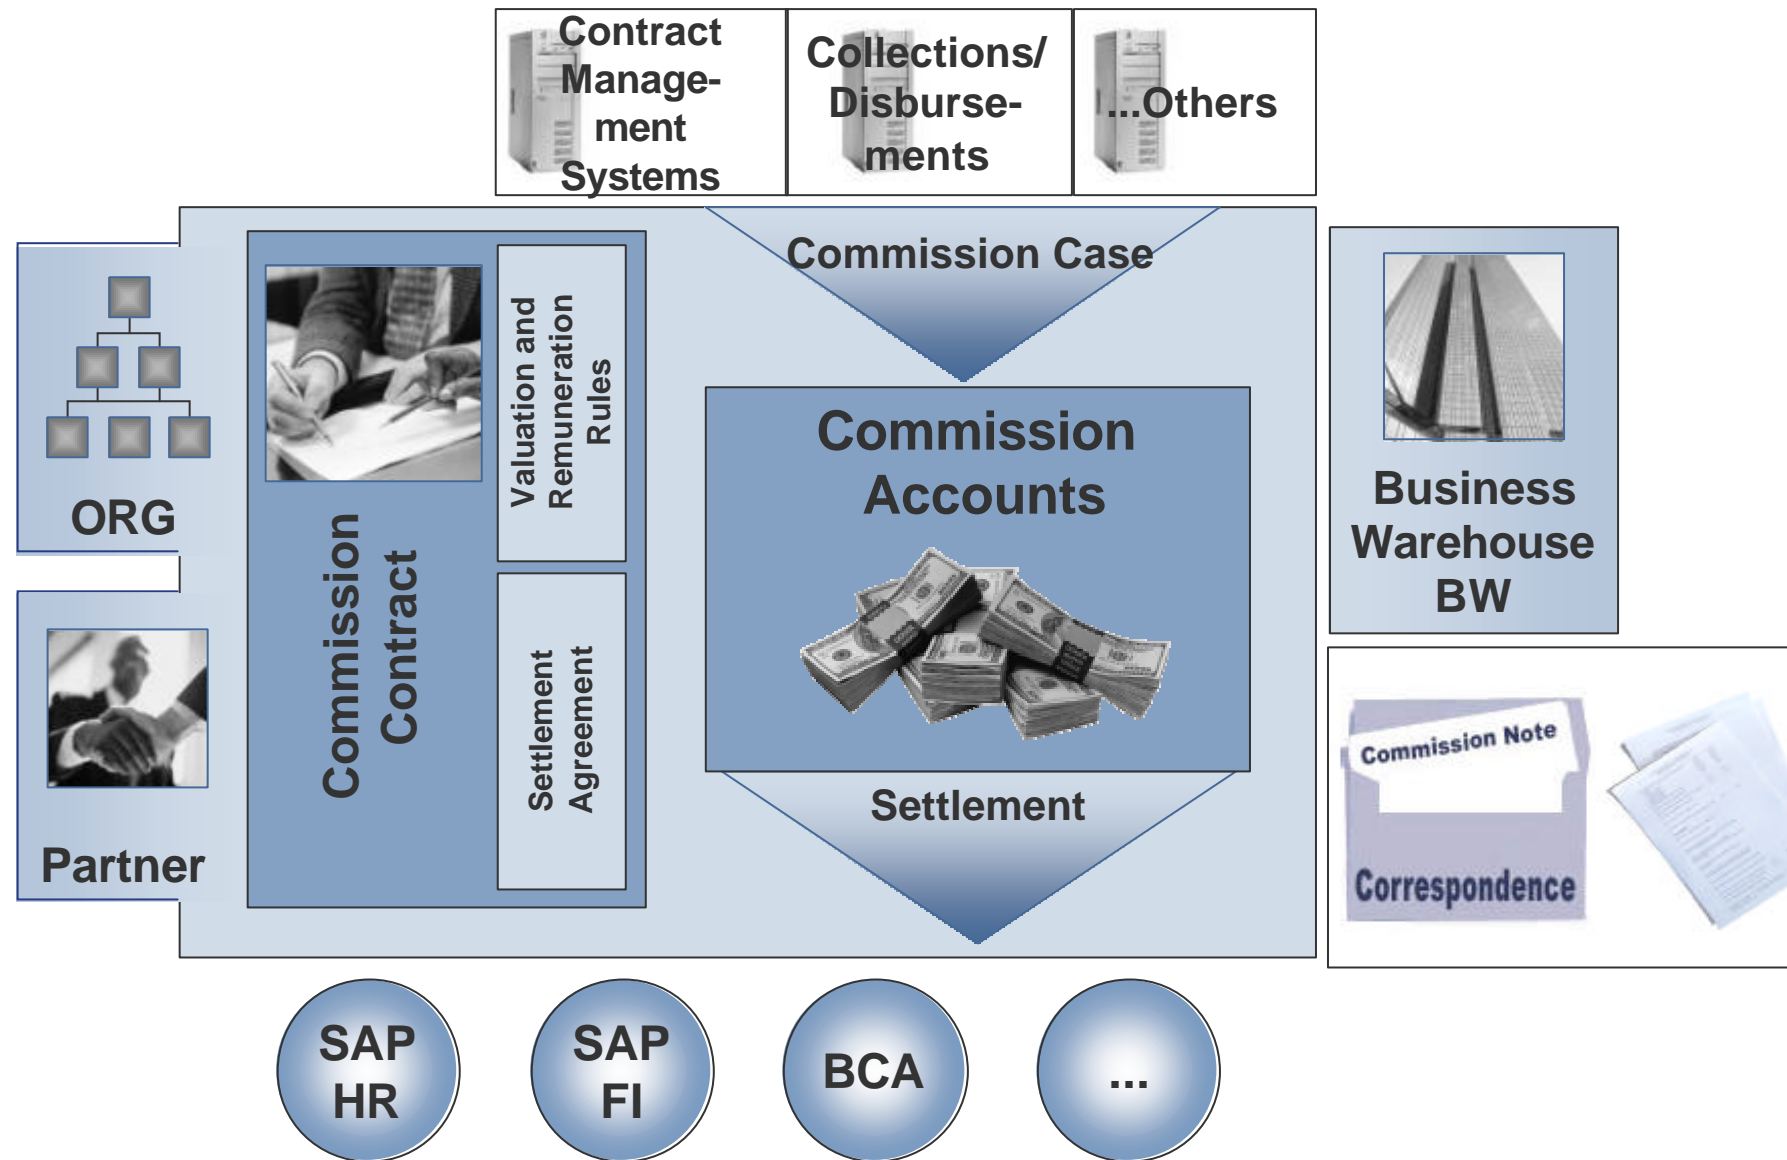 Contract
Manage-
ment
Systems
Collections/
Disburse-
ments
...Others
Commission Case
ORG
Partner
Commission
Contract
Valuation and
Remuneration
Rules
Settlement
Agreement
Commission
Accounts
Settlement
Business
Warehouse
BW
Commission Note
Correspondence
SAP
HR
SAP
FI
BCA
...